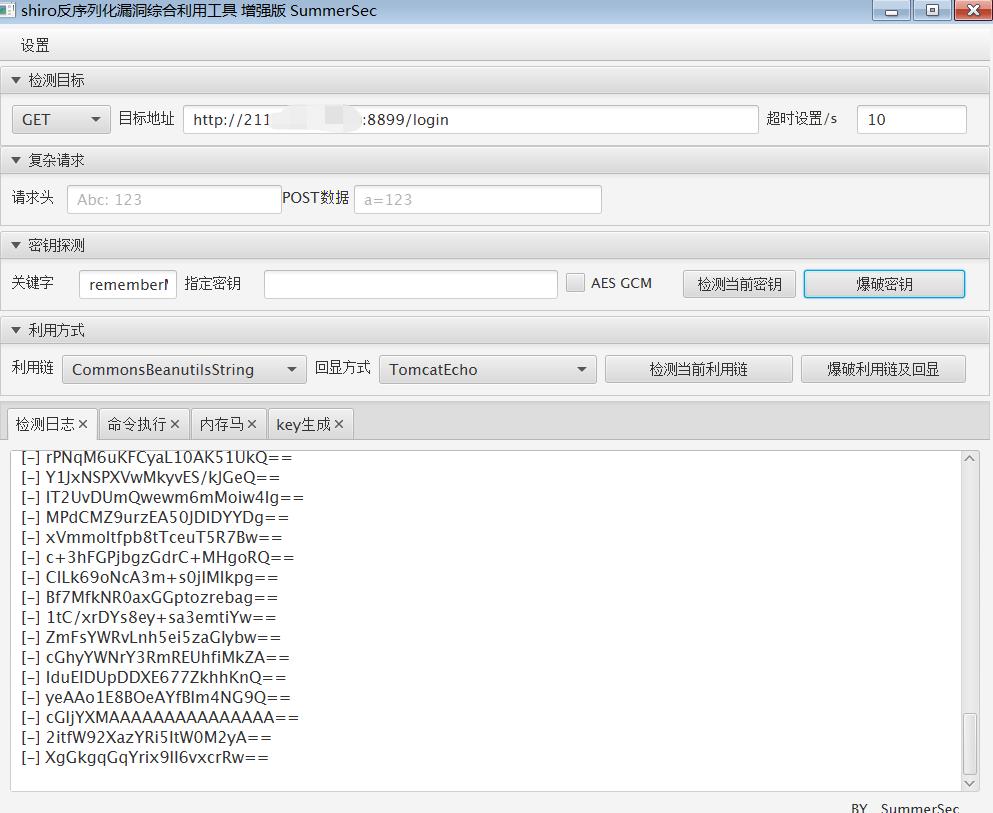 shiro反序列化漏洞综合利用工具 增强版 SummerSec
设置
检测目标
GET 目标地址 http://211 :8899/login 超时设置/s 10
复杂请求
请求头 Abc: 123 POST数据 a=123
密钥探测
关键字 rememberM 指定密钥 AES GCM 检测当前密钥 爆破密钥
利用方式
利用链 CommonsBeanutilsString 回显方式 TomcatEcho 检测当前利用链 爆破利用链及回显
检测日志 命令执行 内存马 key生成
[-] rPNqM6uKFCyaL10AK51UkQ==
[-] Y1JxNSPXVwMkyvES/kJGeQ==
[-] lT2UvDUmQwewm6mMoiw4Ig==
[-] MPdCMZ9urzEA50JDlDYYDg==
[-] xVmmoltfpb8tTceuT5R7Bw==
[-] c+3hFGPjbgzGdrC+MHgoRQ==
[-] ClLk69oNcA3m+s0jIMIkpg==
[-] Bf7MfkNR0axGGptozrebag==
[-] 1tC/xrDYs8ey+sa3emtiYw==
[-] ZmFsYWRvLnh5ei5zaGlybw==
[-] cGhyYWNrY3RmREUhfiMkZA==
[-] IduElDUpDDXE677ZkhhKnQ==
[-] yeAAo1E8BOeAYfBlm4NG9Q==
[-] cGljYXMAAAAAAAAAAAAAAA==
[-] 2itfW92XazYRi5ltW0M2yA==
[-] XgGkgqGqYrix9lI6vxcrRw==
BY SummerSec